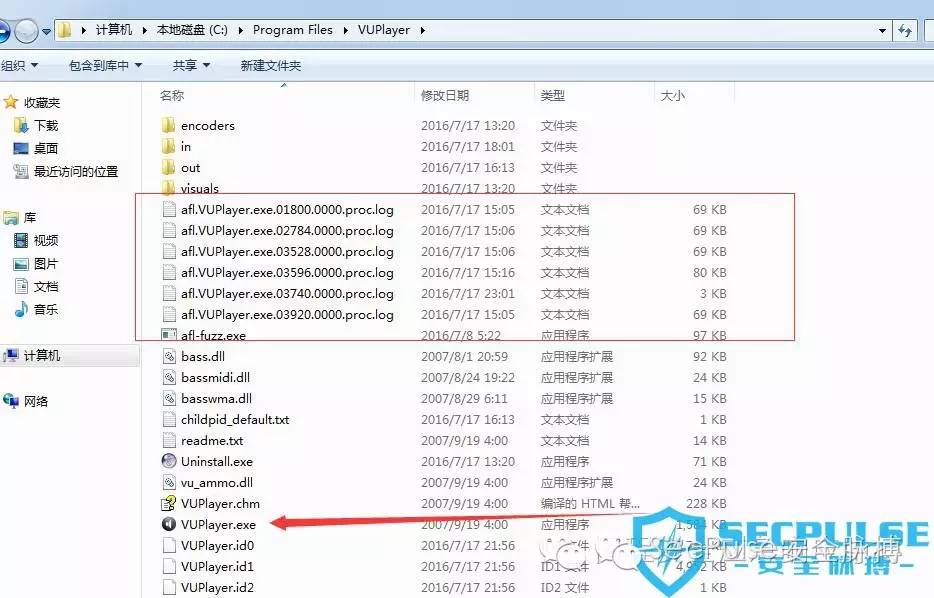 计算机 本地磁盘 (C:) Program Files VUPlayer
组织 包含到库中 共享 新建文件夹
收藏夹
下载
桌面
最近访问的位置
库
视频
图片
文档
音乐
计算机
网络
名称 修改日期 类型 大小
encoders 2016/7/17 13:20 文件夹
in 2016/7/17 18:01 文件夹
out 2016/7/17 16:13 文件夹
visuals 2016/7/17 13:20 文件夹
afl.VUPlayer.exe.01800.0000.proc.log 2016/7/17 15:05 文本文档 69 KB
afl.VUPlayer.exe.02784.0000.proc.log 2016/7/17 15:06 文本文档 69 KB
afl.VUPlayer.exe.03528.0000.proc.log 2016/7/17 15:06 文本文档 69 KB
afl.VUPlayer.exe.03596.0000.proc.log 2016/7/17 15:16 文本文档 80 KB
afl.VUPlayer.exe.03740.0000.proc.log 2016/7/17 23:01 文本文档 3 KB
afl.VUPlayer.exe.03920.0000.proc.log 2016/7/17 15:05 文本文档 69 KB
afl-fuzz.exe 2016/7/8 5:22 应用程序 97 KB
bass.dll 2007/8/1 20:59 应用程序扩展 92 KB
bassmidi.dll 2007/8/24 19:22 应用程序扩展 24 KB
basswma.dll 2007/8/29 6:11 应用程序扩展 15 KB
childpid_default.txt 2016/7/17 16:13 文本文档 1 KB
readme.txt 2007/9/19 4:00 文本文档 14 KB
Uninstall.exe 2016/7/17 13:20 应用程序 71 KB
vu_ammo.dll 2007/9/19 4:00 应用程序扩展 24 KB
VUPlayer.chm 2007/9/19 4:00 编译的 HTML 帮... 228 KB
VUPlayer.exe 2007/9/19 4:00 应用程序 1,584 KB
VUPlayer.id0 2016/7/17 21:56 文件
VUPlayer.id1 2016/7/17 21:56 ID1 文件 4,952 KB
VUPlayer.id2 2016/7/17 21:56 ID2 文件 1 KB
SECPULSE
SecPulse安全脉搏
-安全脉搏-